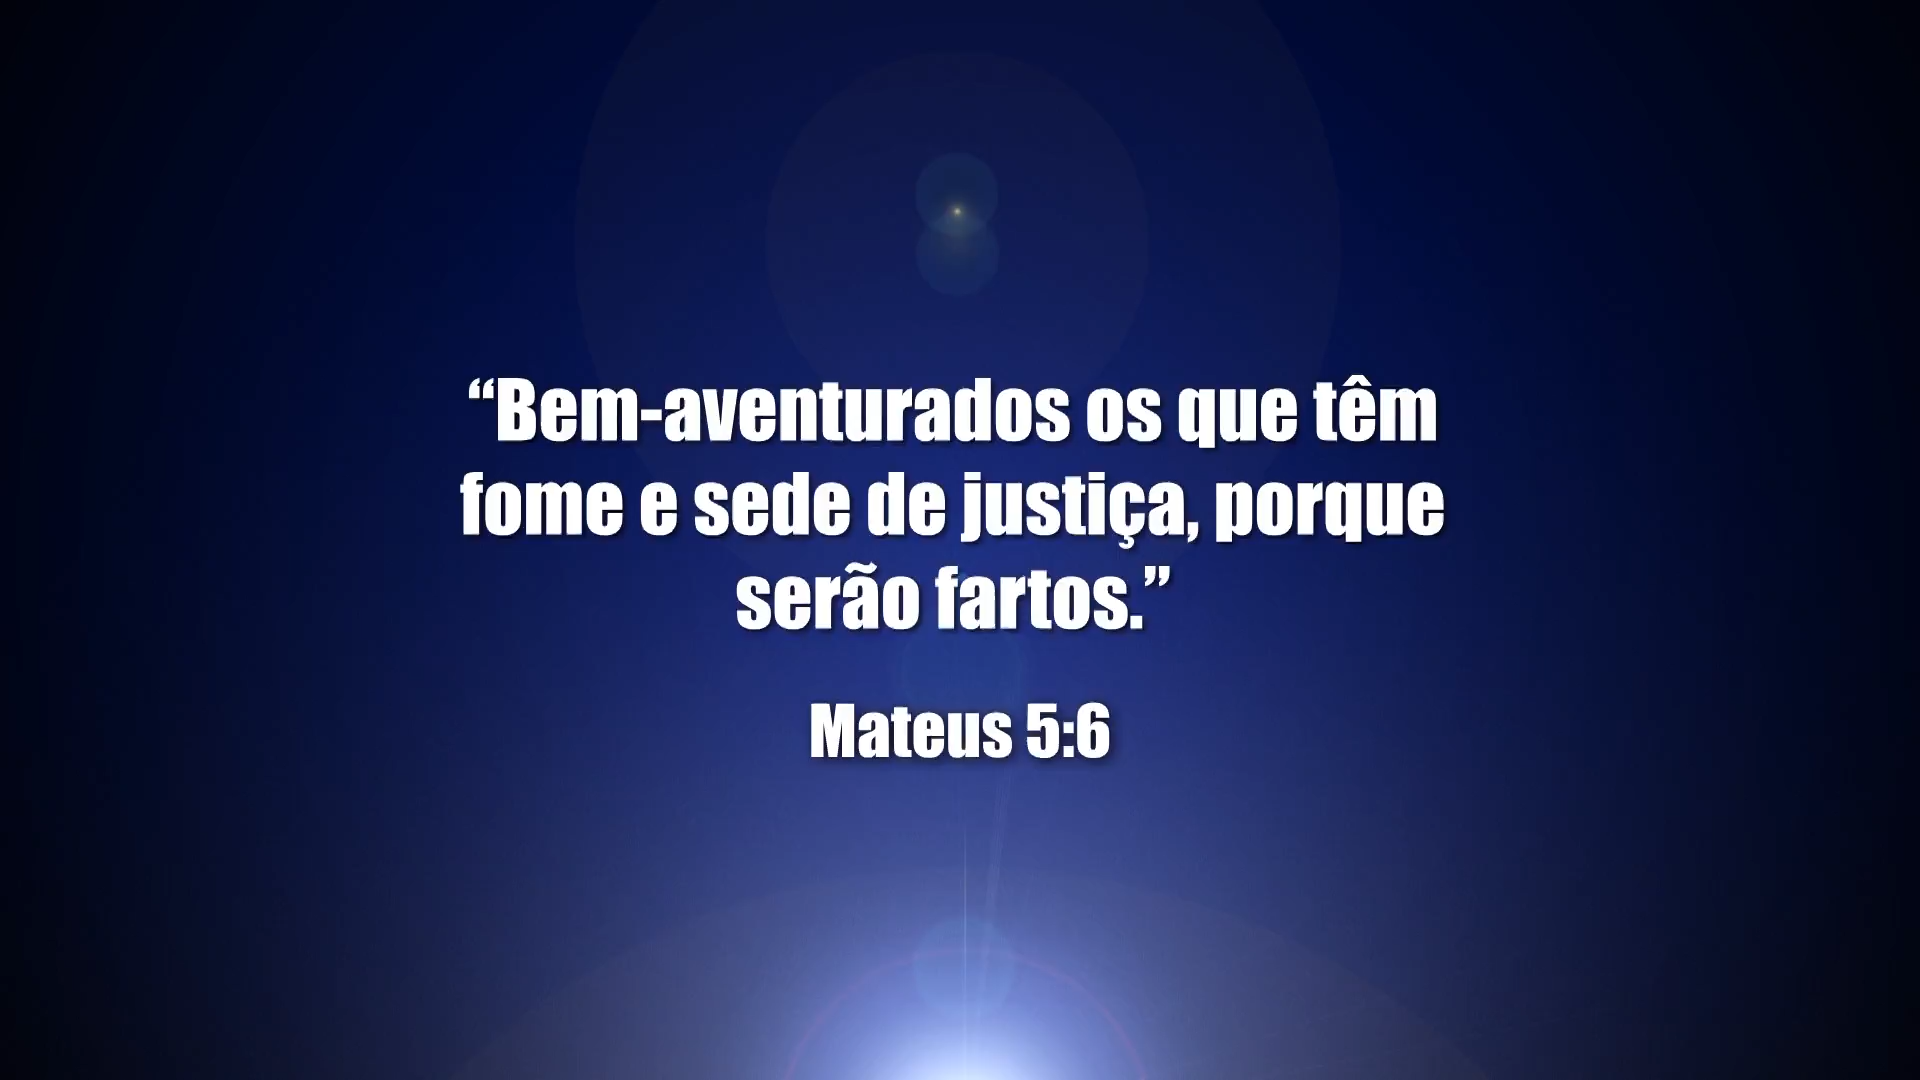 “Bem-aventurados os que têm
fome e sede de justiça, porque
serão fartos.”
Mateus 5:6